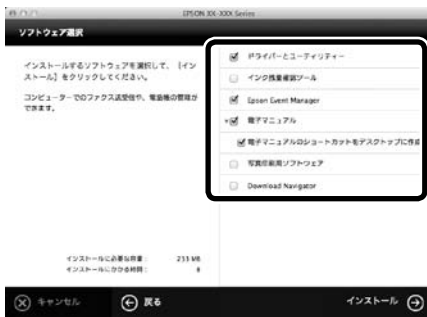 EPSON XX-XXX Series
ソフトウェア選択
インストールするソフトウェアを選択して、[イン
ストール]をクリックしてください。
コンピューターでのファクス送受信や、電話帳の管理が
できます。
ドライバーとユーティリティー
インク残量確認ツール
Epson Event Manager
電子マニュアル
電子マニュアルのショートカットをデスクトップに作成
写真印刷用ソフトウェア
Download Navigator
インストールに必要な容量:
インストールにかかる時間:
キャンセル
戻る
インストール